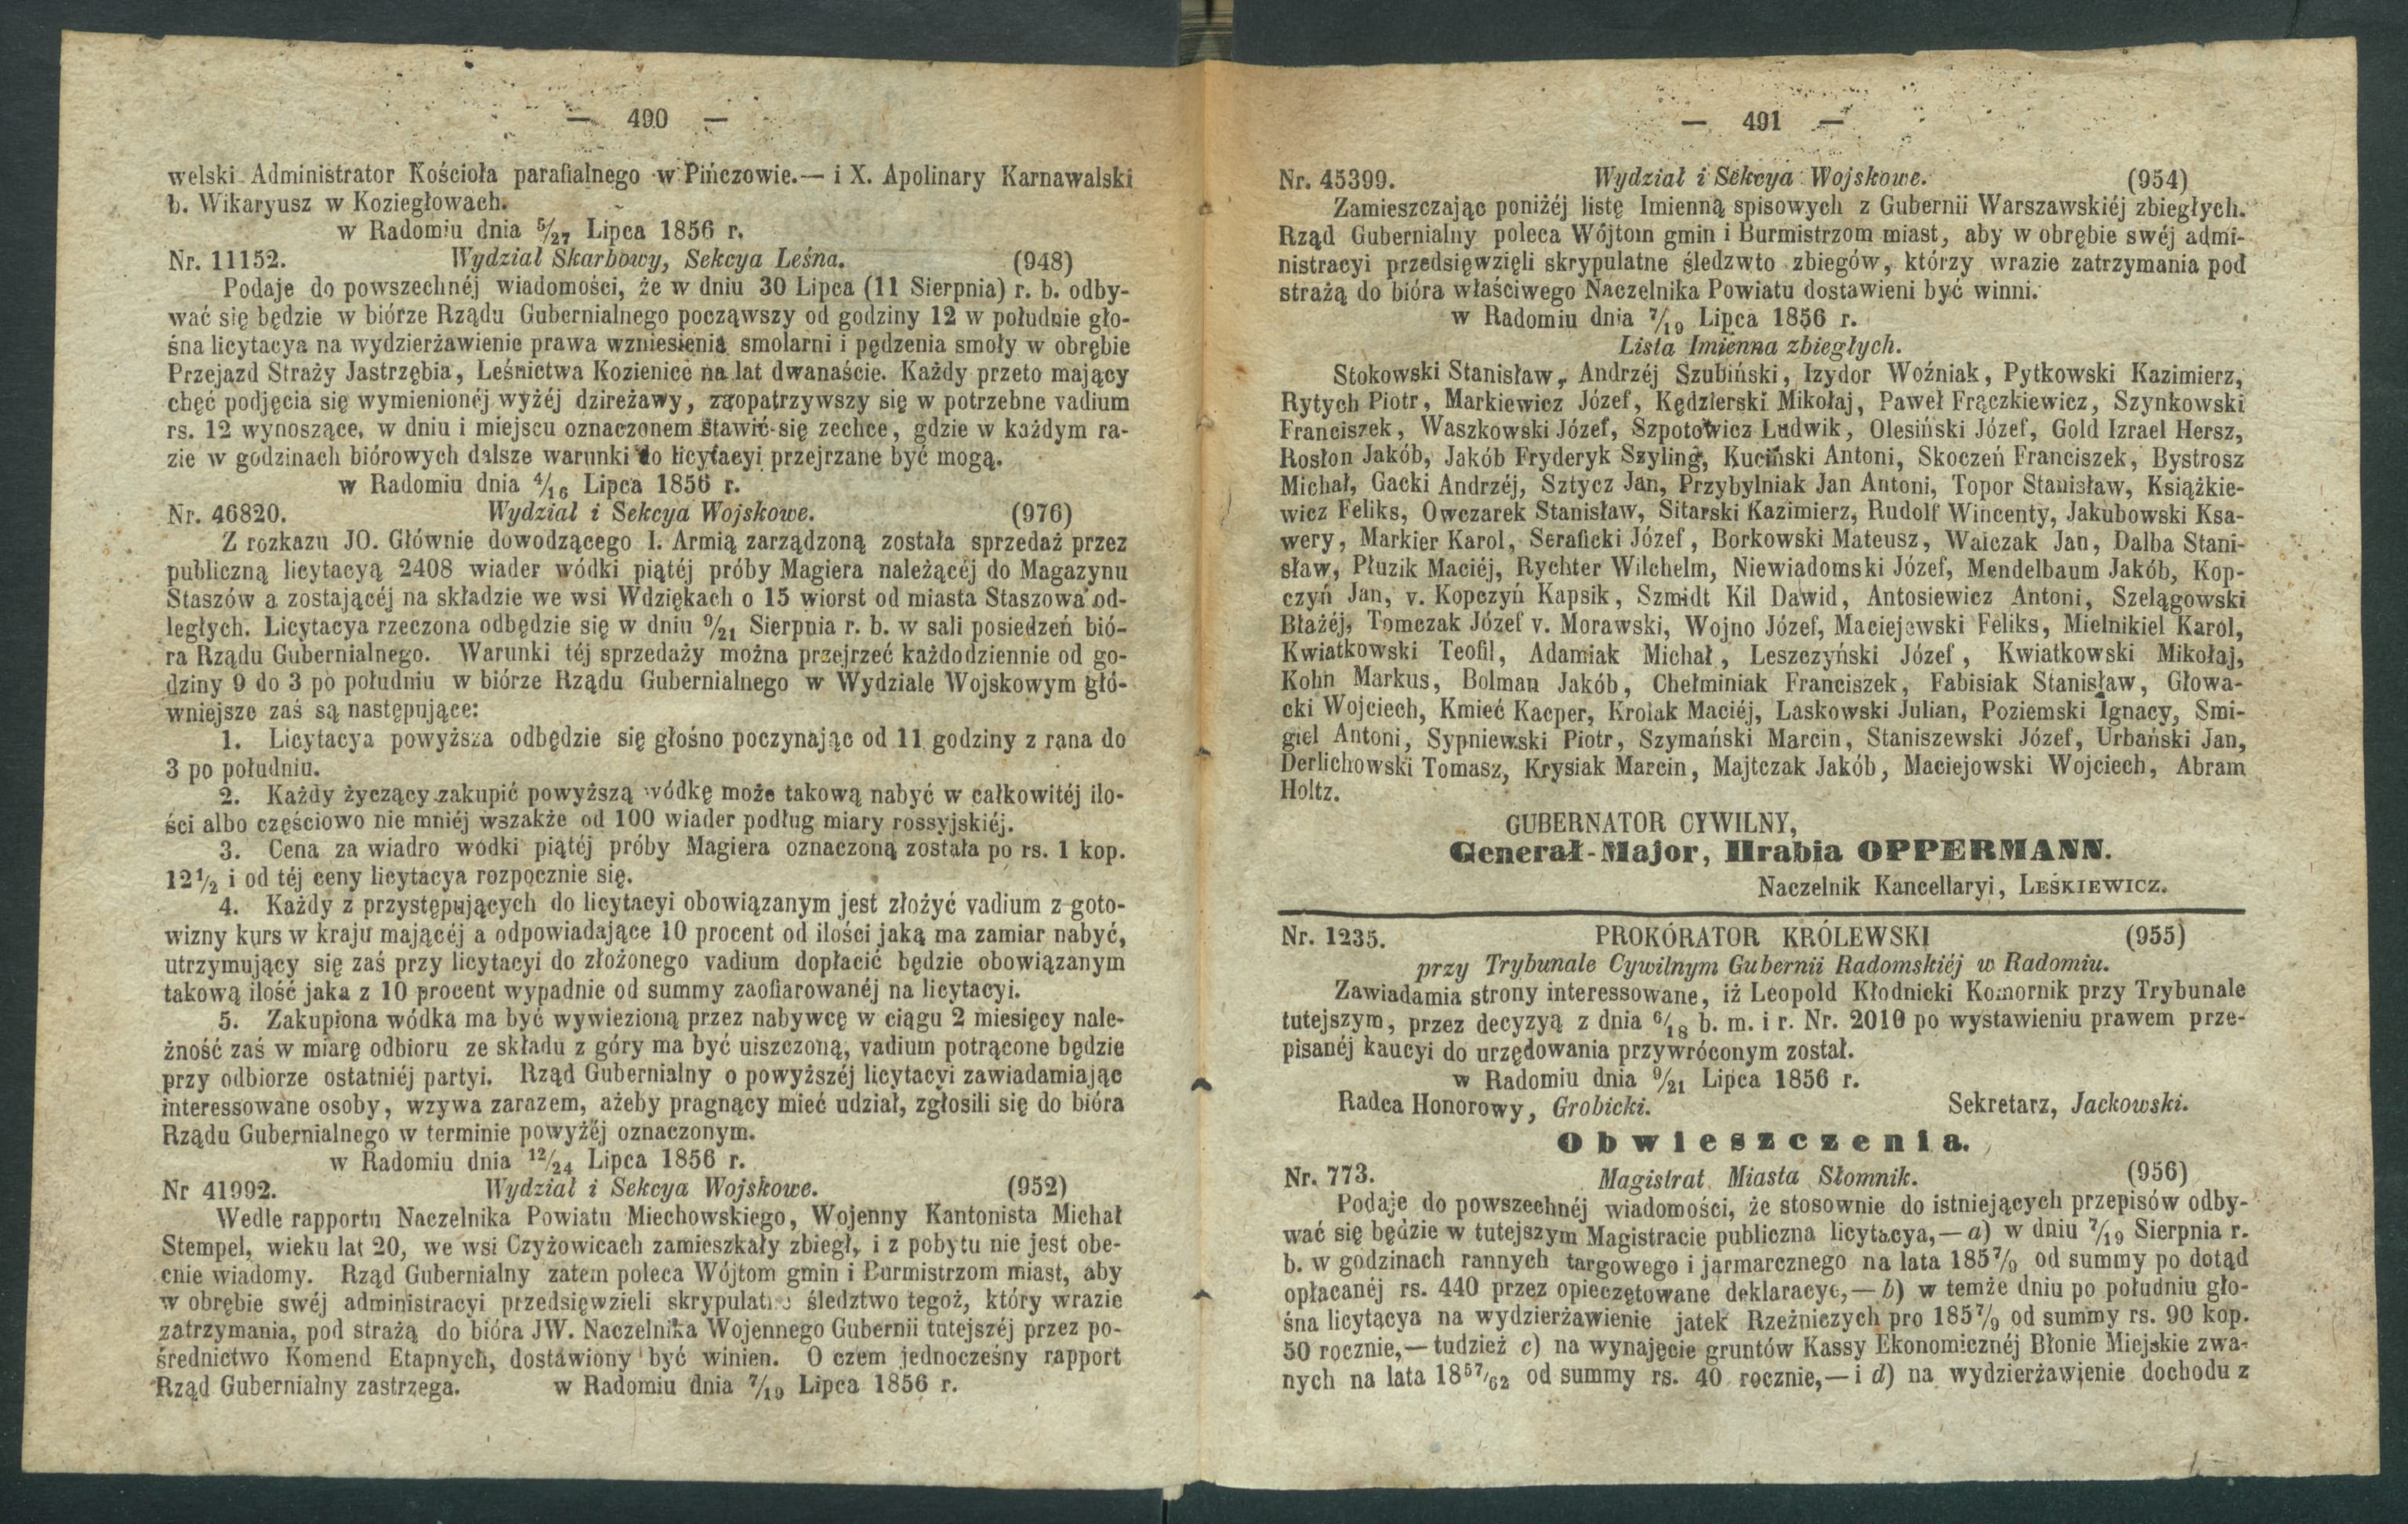 — 490 —
welski Administrator Kościoła parafialnego w Pińczowie.— i X. Apolinary Karnawalski
b. Wikaryusz w Koziegłowach.
w Radomiu dnia 5/27 Lipca 1856 r.
Nr. 11152. Wydział Skarbowy, Sekcya Leśna. (948)
Podaje do powszechnéj wiadomości, że w dniu 30 Lipca (11 Sierpnia) r. b. odby-
wać się będzie w biórze Rządu Gubernialnego począwszy od godziny 12 w południe gło-
śna licytacya na wydzierżawienie prawa wzniesienia smolarni i pędzenia smoły w obrębie
Przejazd Straży Jastrzębia, Leśnictwa Kozienice na lat dwanaście. Każdy przeto mający
chęć podjęcia się wymienionéj wyżéj dzireżawy, zaopatrzywszy się w potrzebne vadium
rs. 12 wynoszące, w dniu i miejscu oznaczonem stawić się zechce, gdzie w każdym ra-
zie w godzinach biórowych dalsze warunki do licytacyi przejrzane być mogą.
w Radomiu dnia 4/16 Lipca 1856 r.
Nr. 46820. Wydział i Sekcya Wojskowe. (976)
Z rozkazu JO. Głównie dowodzącego I. Armią zarządzoną została sprzedaż przez
publiczną licytacyą 2408 wiader wódki piątéj próby Magiera należącéj do Magazynu
Staszów a zostającéj na składzie we wsi Wdziękach o 15 wiorst od miasta Staszowa od-
ległych. Licytacya rzeczona odbędzie się w dniu 9/21 Sierpnia r. b. w sali posiedzeń bió-
ra Rządu Gubernialnego. Warunki téj sprzedaży można przejrzeć każdodziennie od go-
dziny 9 do 3 po południu w biórze Rządu Gubernialnego w Wydziale Wojskowym głó-
wniejsze zaś są następujące:
1. Licytacya powyższa odbędzie się głośno poczynając od 11 godziny z rana do
3 po południu.
2. Każdy życzący zakupić powyższą wódkę może takową nabyć w całkowitéj ilo-
ści albo częściowo nie mniéj wszakże od 100 wiader podług miary rossyjskiéj.
3. Cena za wiadro wódki piątéj próby Magiera oznaczoną została po rs. 1 kop.
12 1/2 i od téj ceny licytacya rozpocznie się.
4. Każdy z przystępujących do licytacyi obowiązanym jest złożyć vadium z goto-
wizny kurs w kraju mającéj a odpowiadające 10 procent od ilości jaką ma zamiar nabyć,
utrzymujący się zaś przy licytacyi do złożonego vadium dopłacić będzie obowiązanym
takową ilość jaka z 10 procent wypadnie od summy zaofiarowanéj na licytacyi.
5. Zakupiona wódka ma być wywiezioną przez nabywcę w ciągu 2 miesięcy nale-
żność zaś w miarę odbioru ze składu z góry ma być uiszczoną, vadium potrącone będzie
przy odbiorze ostatniéj partyi. Rząd Gubernialny o powyższéj licytacyi zawiadamiając
interessowane osoby, wzywa zarazem, ażeby pragnący mieć udział, zgłosili się do bióra
Rządu Gubernialnego w terminie powyżéj oznaczonym.
w Radomiu dnia 12/24 Lipca 1856 r.
Nr 41992. Wydział i Sekcya Wojskowe. (952)
Wedle rapportu Naczelnika Powiatu Miechowskiego, Wojenny Kantonista Michał
Stempel, wieku lat 20, we wsi Czyżowicach zamieszkały zbiegł, i z pobytu nie jest obe-
cnie wiadomy. Rząd Gubernialny zatem poleca Wójtom gmin i Burmistrzom miast, aby
w obrębie swéj administracyi przedsięwzieli skrypulatne śledztwo tegoż, który wrazie
zatrzymania, pod strażą do bióra JW. Naczelnika Wojennego Gubernii tutejszéj przez po-
średnictwo Komend Etapnych, dostawiony być winien. O czem jednocześny rapport
Rząd Gubernialny zastrzega. w Radomiu dnia 7/19 Lipca 1856 r.
— 491 —
Nr. 45399. Wydział i Sekcya Wojskowe. (954)
Zamieszczając poniżéj listę Imienną spisowych z Gubernii Warszawskiéj zbiegłych.
Rząd Gubernialny poleca Wójtom gmin i Burmistrzom miast, aby w obrębie swéj admi-
nistracyi przedsięwzięli skrypulatne śledzwto zbiegów, którzy wrazie zatrzymania pod
strażą do bióra właściwego Naczelnika Powiatu dostawieni być winni.
w Radomiu dnia 7/19 Lipca 1856 r.
Lista Imienna zbiegłych.
Stokowski Stanisław, Andrzéj Szubiński, Izydor Woźniak, Pytkowski Kazimierz,
Rytych Piotr, Markiewicz Józef, Kędzierski Mikołaj, Paweł Frączkiewicz, Szynkowski
Franciszek, Waszkowski Józef, Szpotowicz Ludwik, Olesiński Józef, Gold Izrael Hersz,
Rosłon Jakób, Jakób Fryderyk Szyling, Kuciński Antoni, Skoczeń Franciszek, Bystrosz
Michał, Gacki Andrzéj, Sztycz Jan, Przybylniak Jan Antoni, Topor Stanisław, Książkie-
wicz Feliks, Owczarek Stanisław, Sitarski Kazimierz, Rudolf Wincenty, Jakubowski Ksa-
wery, Markier Karol, Seraficki Józef, Borkowski Mateusz, Walczak Jan, Dalba Stani-
sław, Płuzik Maciéj, Rychter Wilchelm, Niewiadomski Józef, Mendelbaum Jakób, Kop-
czyń Jan, v. Kopczyń Kapsik, Szmidt Kil Dawid, Antosiewicz Antoni, Szelągowski
Błażéj, Tomczak Józef v. Morawski, Wojno Józef, Maciejewski Feliks, Mielnikiel Karol,
Kwiatkowski Teofil, Adamiak Michał, Leszczyński Józef, Kwiatkowski Mikołaj,
Kohn Markus, Bolman Jakób, Chełminiak Franciszek, Fabisiak Stanisław, Głowa-
cki Wojciech, Kmieć Kacper, Krolak Maciéj, Laskowski Julian, Poziemski Ignacy, Smi-
giel Antoni, Sypniewski Piotr, Szymański Marcin, Staniszewski Józef, Urbański Jan,
Derlichowski Tomasz, Krysiak Marcin, Majtczak Jakób, Maciejowski Wojciech, Abram
Holtz.
GUBERNATOR CYWILNY,
Generał-Major, Hrabia OPPERMANN.
Naczelnik Kancellaryi, LEŚKIEWICZ.
Nr. 1235. PROKÓRATOR KRÓLEWSKI (955)
przy Trybunale Cywilnym Gubernii Radomskiéj w Radomiu.
Zawiadamia strony interessowane, iż Leopold Kłodnicki Komornik przy Trybunale
tutejszym, przez decyzyą z dnia 6/18 b. m. i r. Nr. 2010 po wystawieniu prawem prze-
pisanéj kaucyi do urzędowania przywróconym został.
w Radomiu dnia 9/21 Lipca 1856 r.
Radca Honorowy, Grobicki. Sekretarz, Jackowski.
Obwieszczenia.
Nr. 773. Magistrat Miasta Słomnik. (956)
Podaje do powszechnéj wiadomości, że stosownie do istniejących przepisów odby-
wać się będzie w tutejszym Magistracie publiczna licytacya,— a) w dniu 7/19 Sierpnia r.
b. w godzinach rannych targowego i jarmarcznego na lata 185 7/9 od summy po dotąd
opłacanéj rs. 440 przez opieczętowane deklaracye,— b) w temże dniu po południu gło-
śna licytacya na wydzierżawienie jatek Rzeźniczych pro 185 7/9 od summy rs. 90 kop.
50 rocznie,— tudzież c) na wynajęcie gruntów Kassy Ekonomicznéj Błonie Miejskie zwa-
nych na lata 18 57/62 od summy rs. 40 rocznie,— i d) na wydzierżawienie dochodu z